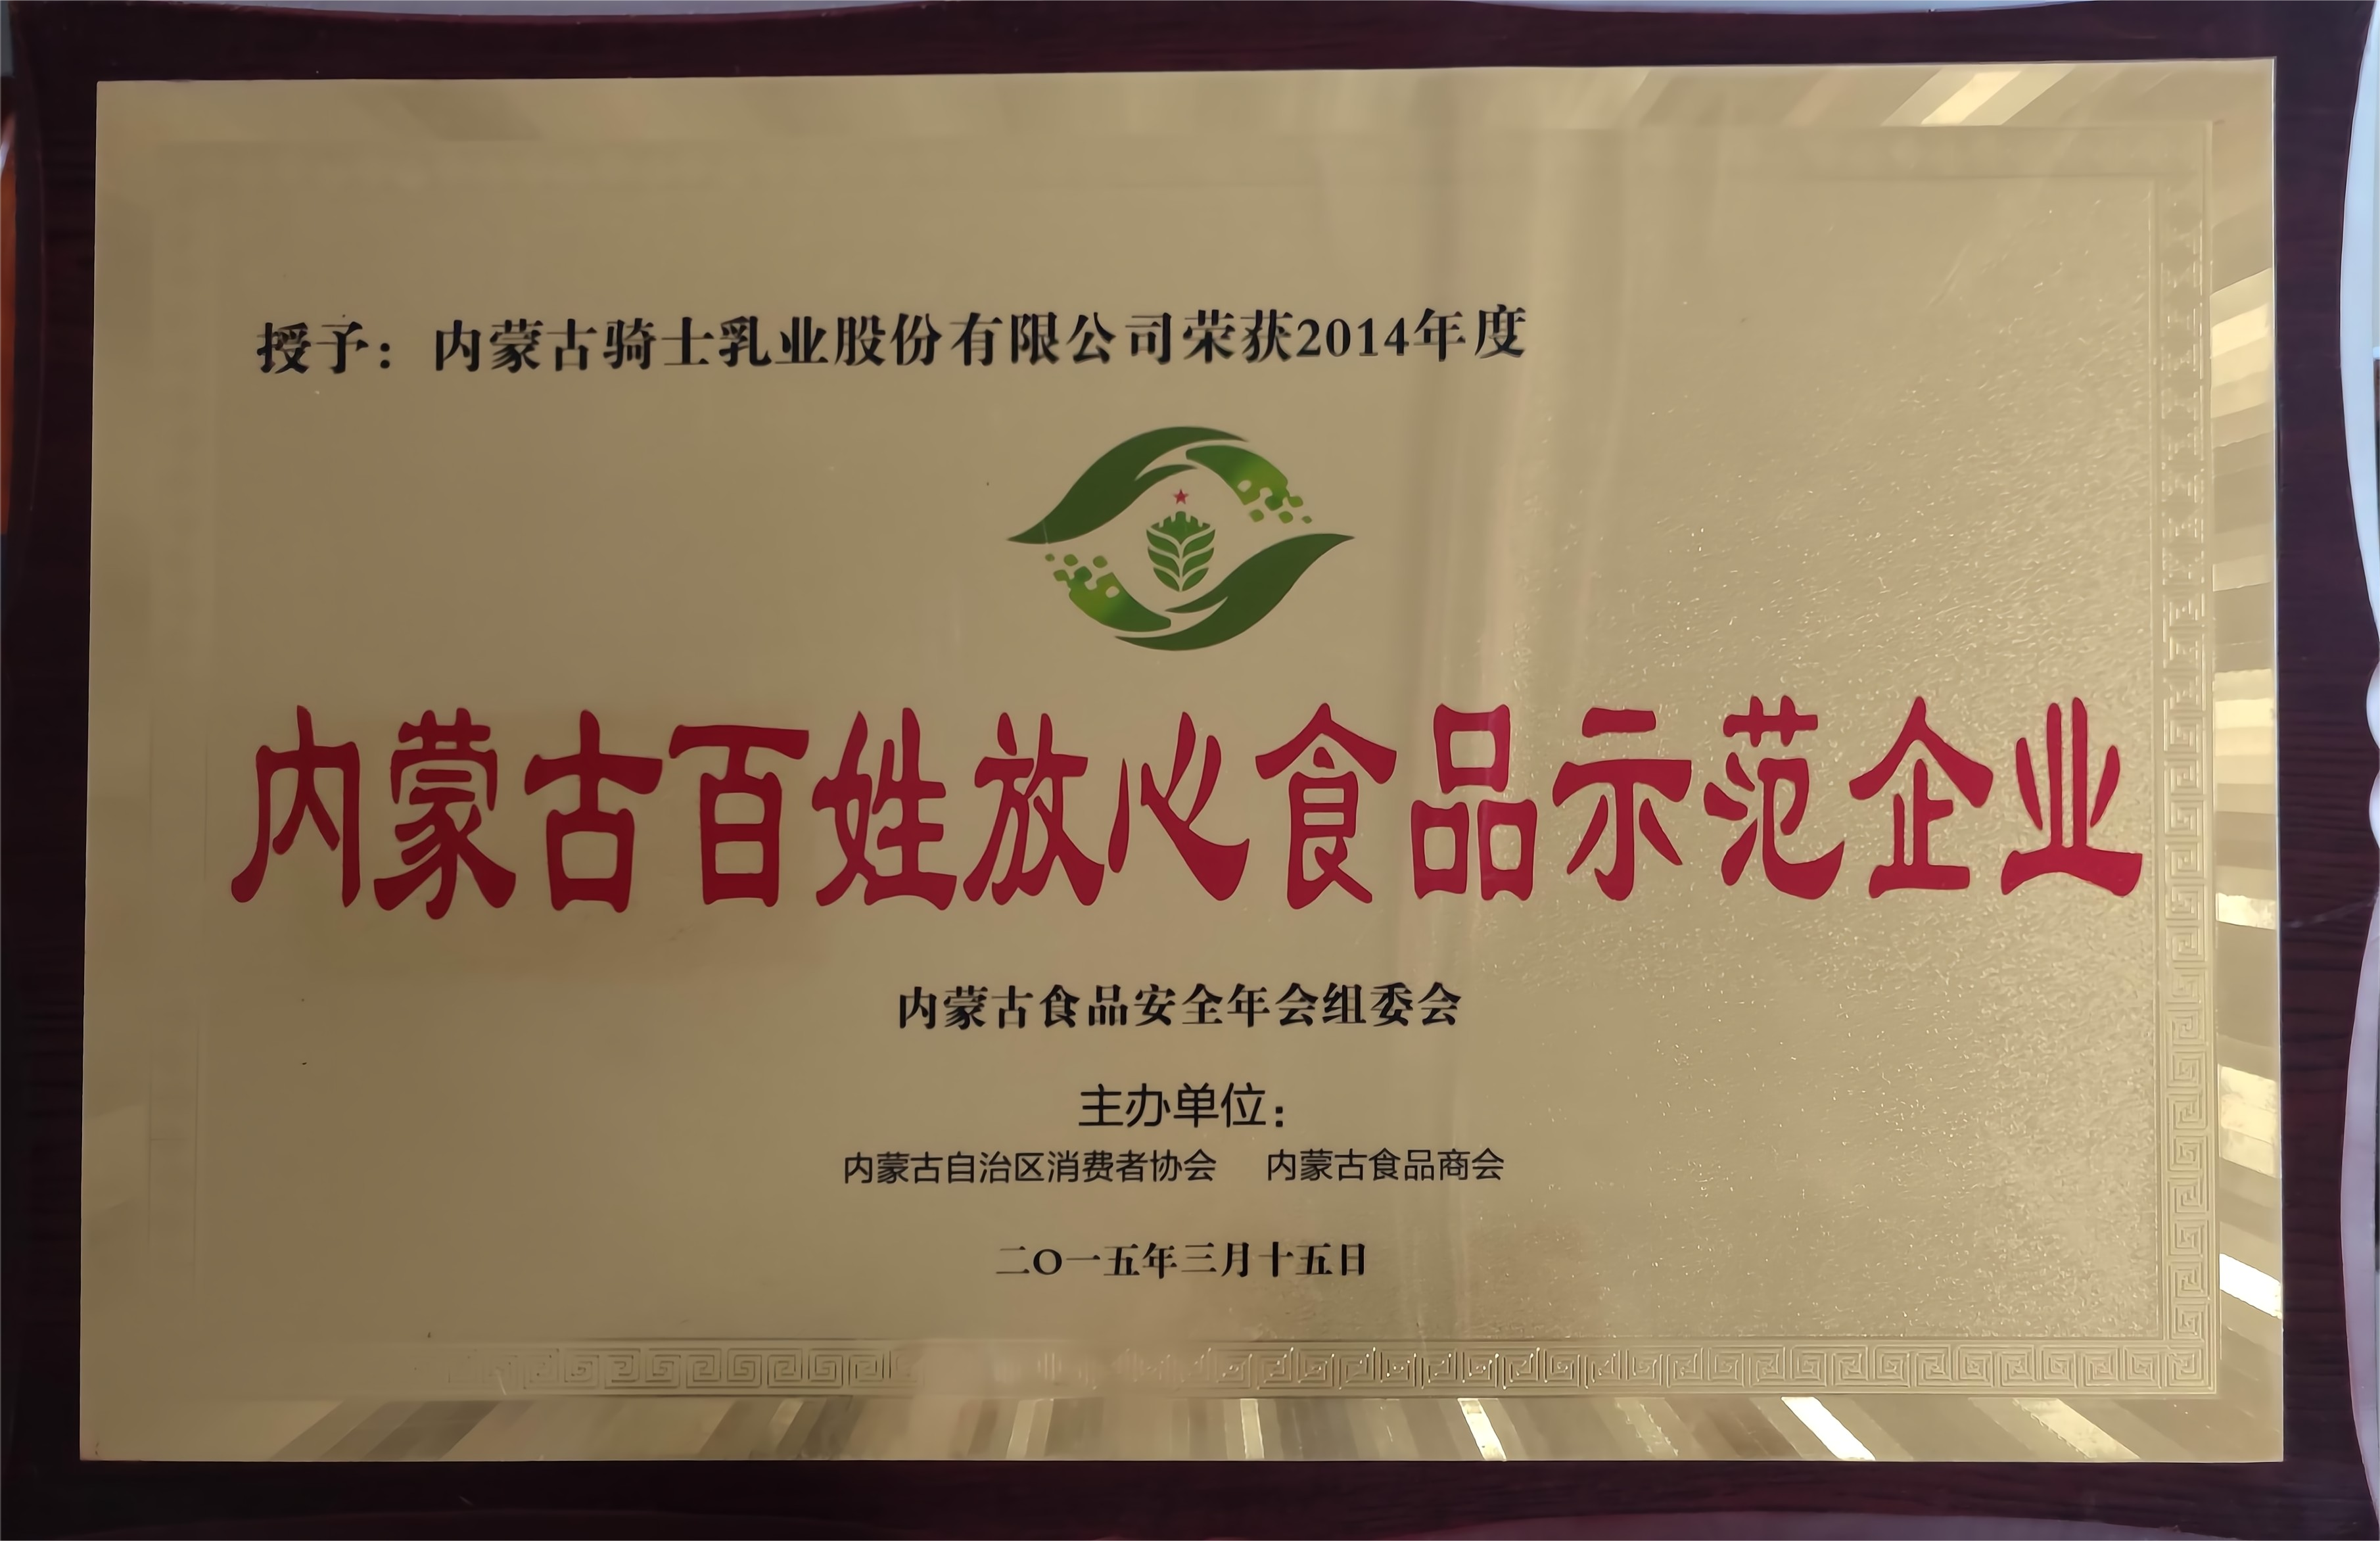 授予：内蒙古骑士乳业股份有限公司荣获2014年度
内蒙古百姓放心食品示范企业
内蒙古食品安全年会组委会
主办单位：
内蒙古自治区消费者协会 内蒙古食品商会
二〇一五年三月十五日